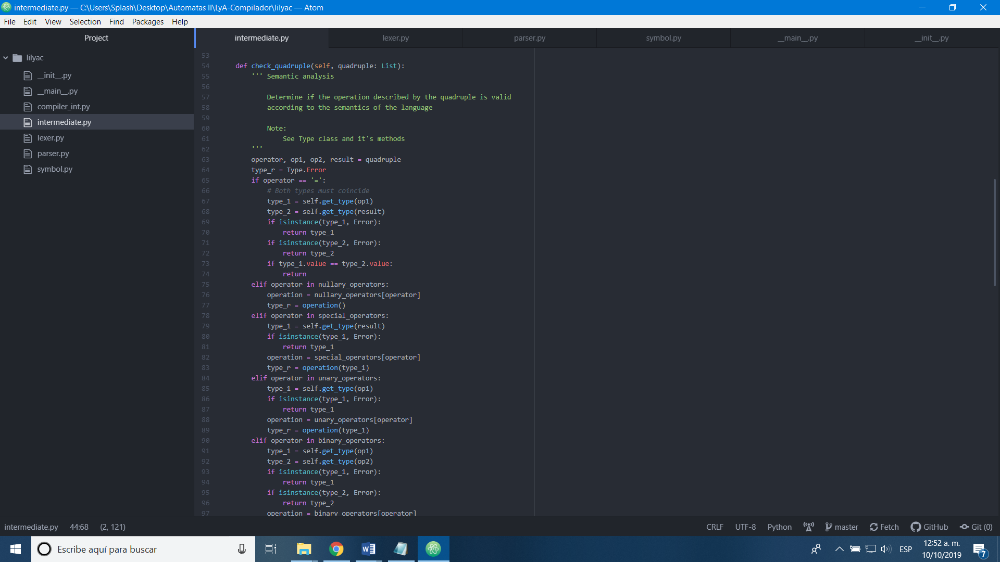 intermediate.py — C:\Users\Splash\Desktop\Automatas II\LyA-Compilador\lilyac — Atom
File Edit View Selection Find Packages Help
Project
lilyac
__init__.py
__main__.py
compiler_int.py
intermediate.py
lexer.py
parser.py
symbol.py
intermediate.py lexer.py parser.py symbol.py __main__.py __init__.py
53
54 def check_quadruple(self, quadruple: List):
55 ''' Semantic analysis
56
57 Determine if the operation described by the quadruple is valid
58 according to the semantics of the language
59
60 Note:
61 See Type class and it's methods
62 '''
63 operator, op1, op2, result = quadruple
64 type_r = Type.Error
65 if operator == '=':
66 # Both types must coincide
67 type_1 = self.get_type(op1)
68 type_2 = self.get_type(result)
69 if isinstance(type_1, Error):
70 return type_1
71 if isinstance(type_2, Error):
72 return type_2
73 if type_1.value == type_2.value:
74 return
75 elif operator in nullary_operators:
76 operation = nullary_operators[operator]
77 type_r = operation()
78 elif operator in special_operators:
79 type_1 = self.get_type(result)
80 if isinstance(type_1, Error):
81 return type_1
82 operation = special_operators[operator]
83 type_r = operation(type_1)
84 elif operator in unary_operators:
85 type_1 = self.get_type(op1)
86 if isinstance(type_1, Error):
87 return type_1
88 operation = unary_operators[operator]
89 type_r = operation(type_1)
90 elif operator in binary_operators:
91 type_1 = self.get_type(op1)
92 type_2 = self.get_type(op2)
93 if isinstance(type_1, Error):
94 return type_1
95 if isinstance(type_2, Error):
96 return type_2
97 operation = binary_operators[operator]
intermediate.py 44:68 (2, 121) CRLF UTF-8 Python master Fetch GitHub Git (0)
Escribe aquí para buscar
ESP
12:52 a. m.
10/10/2019
7